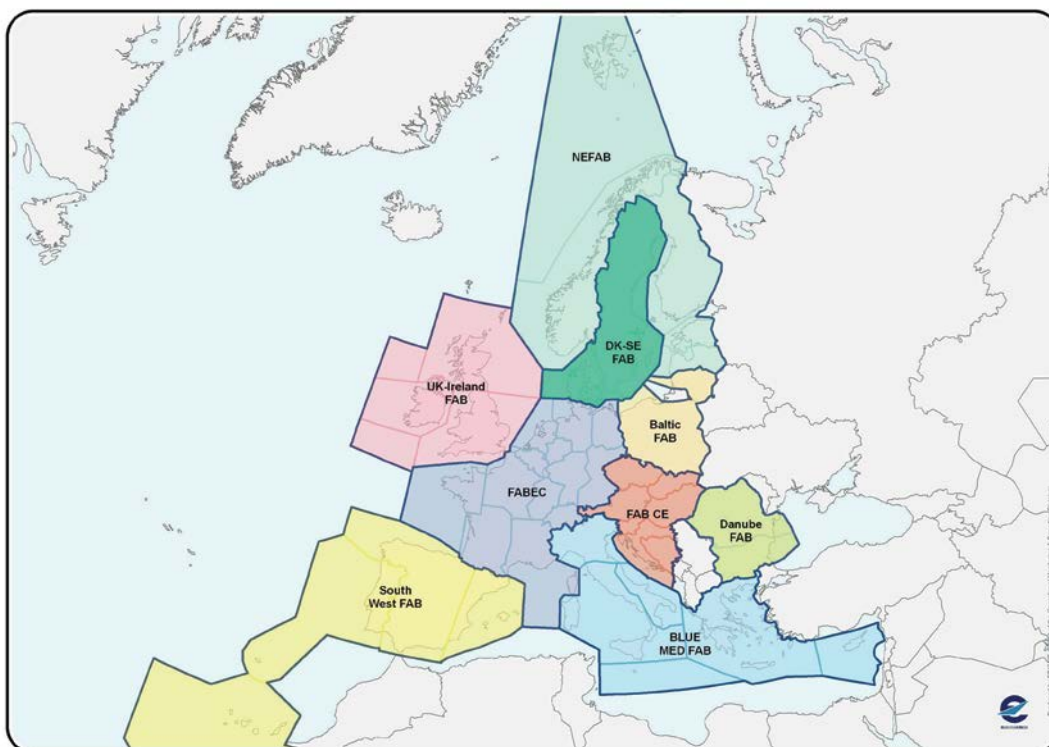 NEFAB
DK-SE
FAB
UK-Ireland
FAB
Baltic
FAB
FABEC
FAB CE
Danube
FAB
South
West FAB
BLUE
MED FAB